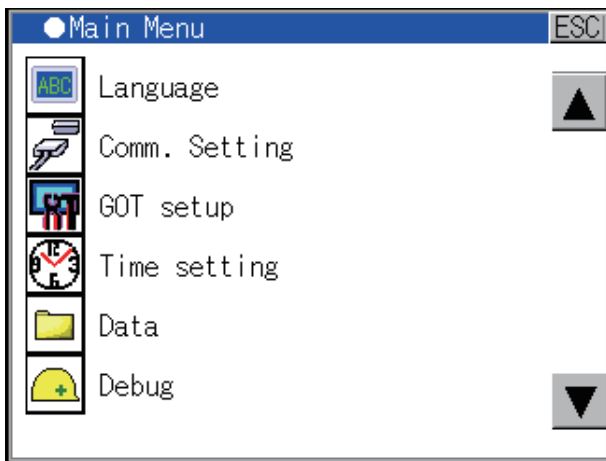 ●Main Menu
ESC
ABC
Language
Comm. Setting
GOT setup
Time setting
Data
Debug